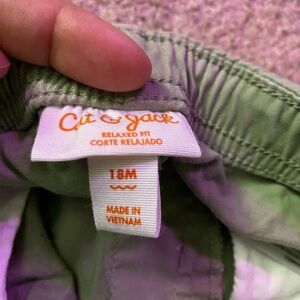 Cat & Jack
RELAXED FIT
CORTE RELAJADO
18M
MADE IN
VIETNAM